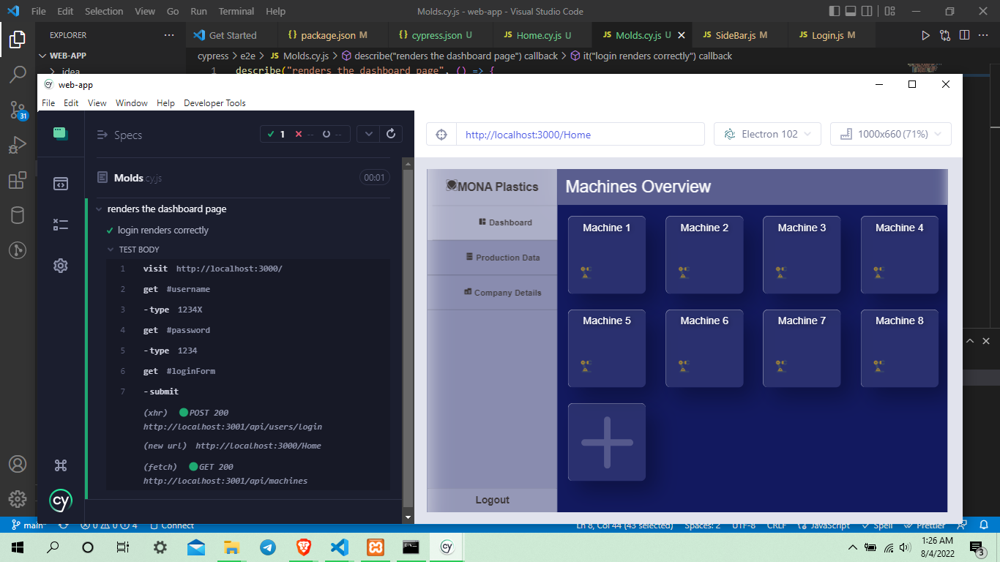 File Edit Selection View Go Run Terminal Help Molds.cy.js - web-app - Visual Studio Code
EXPLORER ··· Get Started {} package.json M {} cypress.json U JS Home.cy.js U JS Molds.cy.js U JS SideBar.js M JS Login.js M
WEB-APP cypress > e2e > JS Molds.cy.js > describe("renders the dashboard page") callback > it("login renders correctly") callback
> .idea 1 describe("renders the dashboard page", () => {
cy web-app
File Edit View Window Help Developer Tools
31
Specs 1 -- --
http://localhost:3000/Home Electron 102 1000x660 (71%)
Molds.cy.js 00:01
renders the dashboard page
login renders correctly
TEST BODY
1 visit http://localhost:3000/
2 get #username
3 -type 1234X
4 get #password
5 -type 1234
6 get #loginForm
7 -submit
(xhr) POST 200
http://localhost:3001/api/users/login
(new url) http://localhost:3000/Home
(fetch) GET 200
http://localhost:3001/api/machines
cy
MONA Plastics
Dashboard
Production Data
Company Details
Logout
Machines Overview
Machine 1 Machine 2 Machine 3 Machine 4
Machine 5 Machine 6 Machine 7 Machine 8
main* 0 0 4 Connect Ln 8, Col 44 (43 selected) Spaces: 2 UTF-8 CRLF JavaScript Spell Prettier
cy
1:26 AM
8/4/2022
3